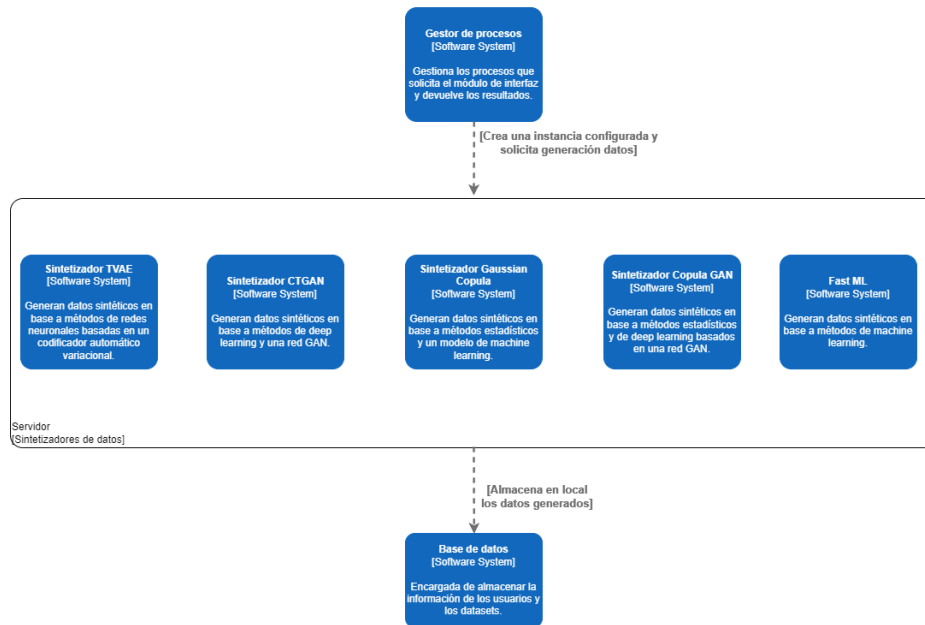 Gestor de procesos
[Software System]
Gestiona los procesos que
solicita el módulo de interfaz
y devuelve los resultados.
[Crea una instancia configurada y
solicita generación datos]
Sintetizador TVAE
[Software System]
Generan datos sintéticos en
base a métodos de redes
neuronales basadas en un
codificador automático
variacional.
Sintetizador CTGAN
[Software System]
Generan datos sintéticos en
base a métodos de deep
learning y una red GAN.
Sintetizador Gaussian
Copula
[Software System]
Generan datos sintéticos en
base a métodos estadísticos
y un modelo de machine
learning.
Sintetizador Copula GAN
[Software System]
Generan datos sintéticos en
base a métodos estadísticos
y de deep learning basados
en una red GAN.
Fast ML
[Software System]
Generan datos sintéticos en
base a métodos de machine
learning.
Servidor
[Sintetizadores de datos]
[Almacena en local
los datos generados]
Base de datos
[Software System]
Encargada de almacenar la
información de los usuarios y
los datasets.